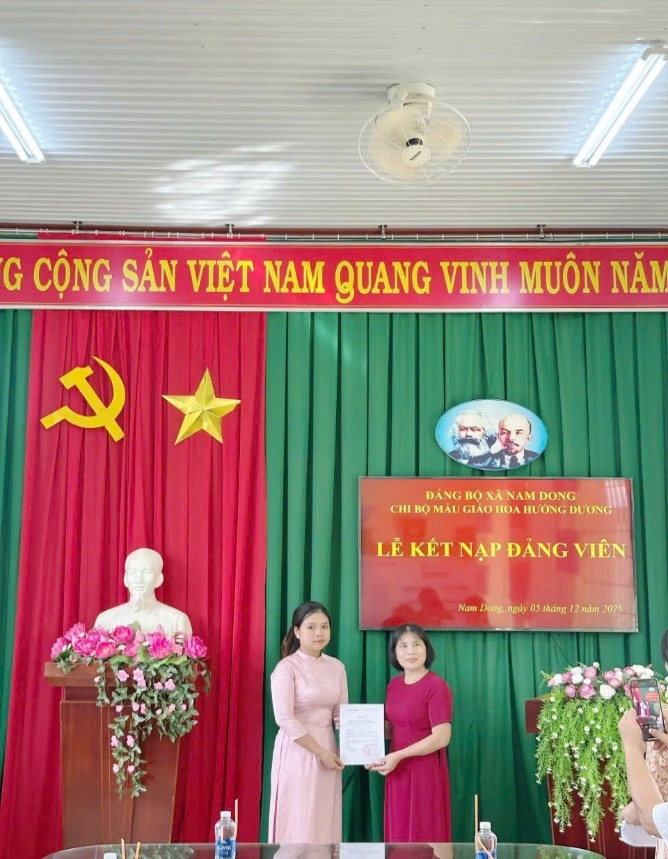 NG CỘNG SẢN VIỆT NAM QUANG VINH MUÔN NĂM
ĐẢNG BỘ XÃ NAM DONG
CHI BỘ MẪU GIÁO HOA HƯỚNG DƯƠNG
LỄ KẾT NẠP ĐẢNG VIÊN
Nam Dong, ngày 05 tháng 12 năm 2025